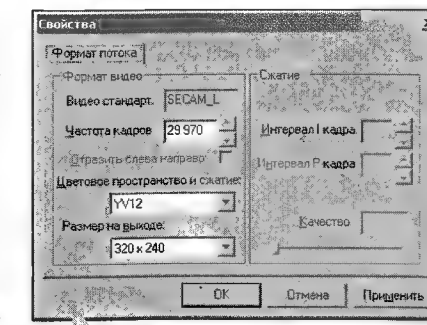 Свойства
Формат потока
Формат видео
Видео стандарт: SECAM_L
Частота кадров 29.970
Отразить слева направо
Цветовое пространство и сжатие:
YV12
Размер на выходе:
320 x 240
Сжатие
Интервал I кадра
Интервал P кадра
Качество
OK Отмена Применить